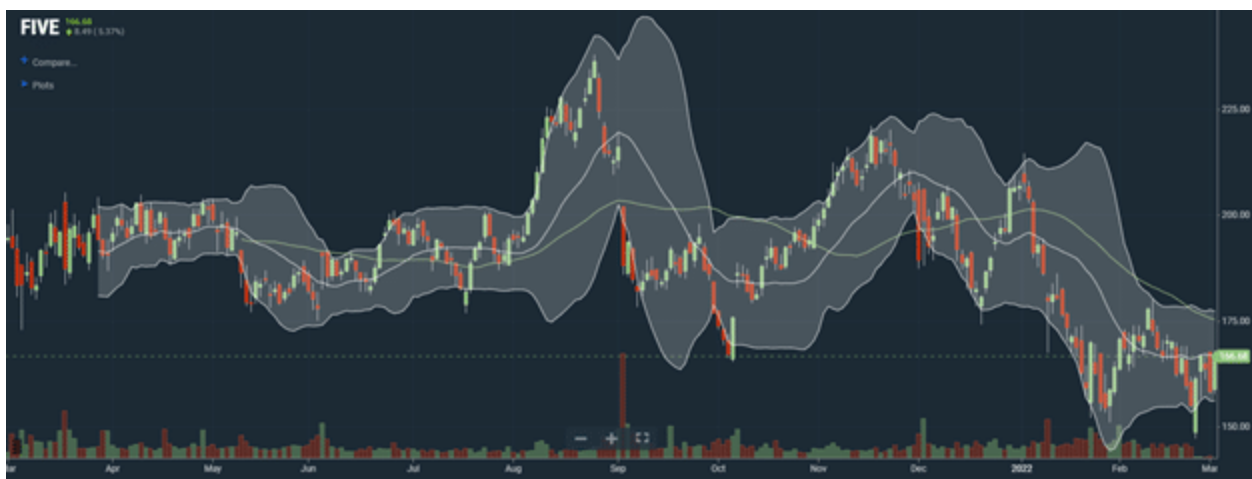 FIVE 166.68
8.49 (5.37%)
Compare...
Plots
225.00
200.00
175.00
166.68
150.00
Apr May Jun Jul Aug Sep Oct Nov Dec 2022 Feb Mar